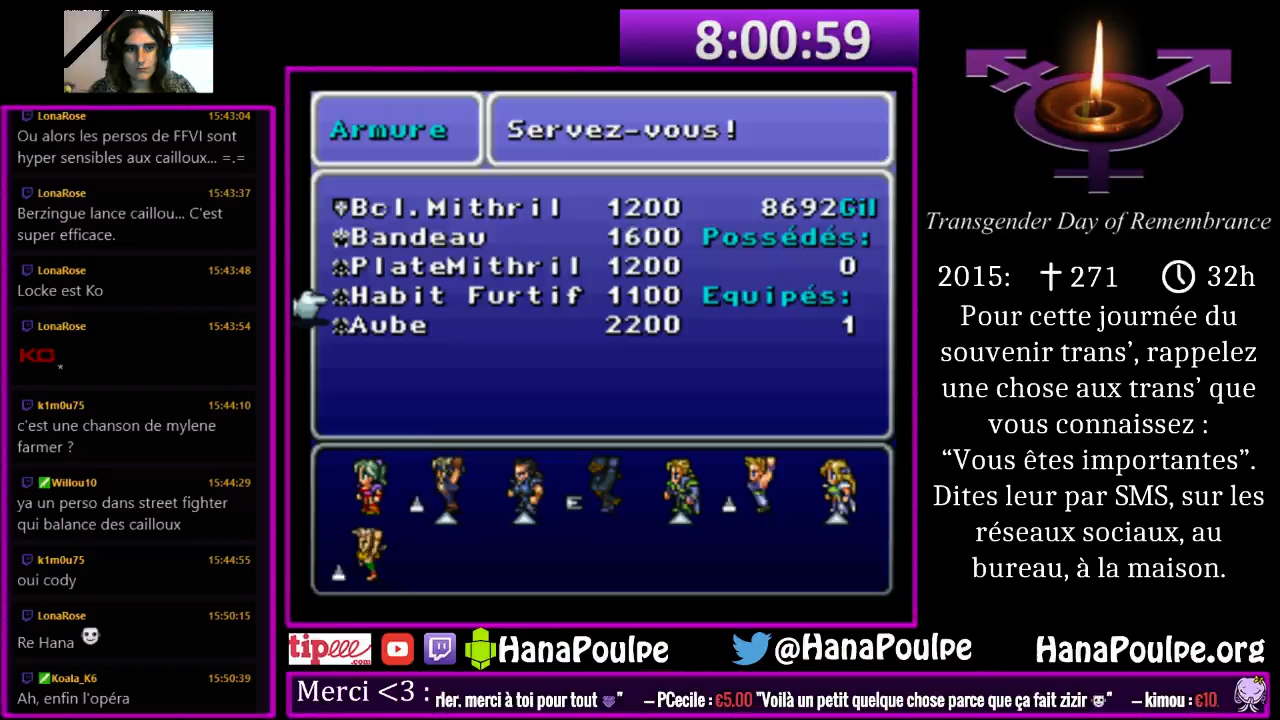 8:00:59
LonaRose 15:43:04
Ou alors les persos de FFVI sont
hyper sensibles aux cailloux... =.=
LonaRose 15:43:37
Berzingue lance caillou... C'est
super efficace.
LonaRose 15:43:48
Locke est Ko
LonaRose 15:43:54
KO
*
k1m0u75 15:44:10
c'est une chanson de mylene
farmer ?
Willou10 15:44:29
ya un perso dans street fighter
qui balance des cailloux
k1m0u75 15:44:55
oui cody
LonaRose 15:50:15
Re Hana
Koala_K6 15:50:39
Ah, enfin l'opéra
Armure
Servez-vous!
Bcl.Mithril 1200 8692Gil
Bandeau 1600 Possédés:
PlateMithril 1200 0
Habit Furtif 1100 Equipés:
Aube 2200 1
E
Transgender Day of Remembrance
2015: 271 32h
Pour cette journée du
souvenir trans', rappelez
une chose aux trans' que
vous connaissez :
“Vous êtes importantes”.
Dites leur par SMS, sur les
réseaux sociaux, au
bureau, à la maison.
tipeee.com HanaPoulpe @HanaPoulpe HanaPoulpe.org
Merci <3 : rler. merci à toi pour tout " — PCecile : €5.00 "Voilà un petit quelque chose parce que ça fait zizir " — kimou : €10.